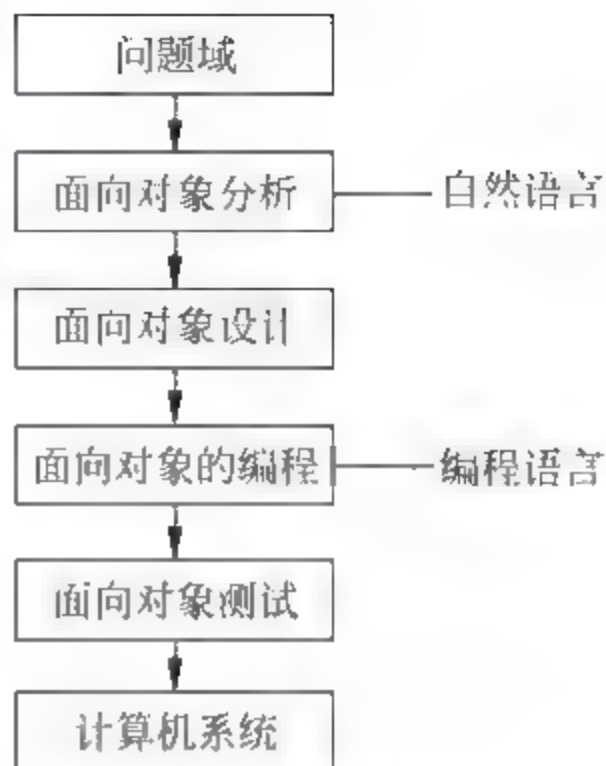 问题域
面向对象分析
自然语言
面向对象设计
面向对象的编程
编程语言
面向对象测试
计算机系统